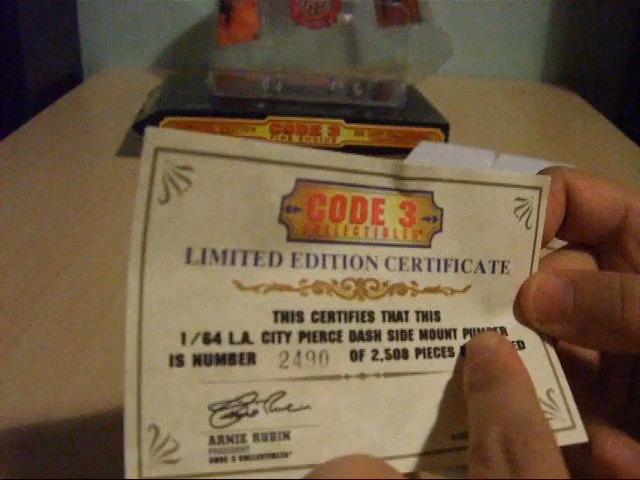 CODE 3
CODE 3
COLLECTIBLES
LIMITED EDITION CERTIFICATE
THIS CERTIFIES THAT THIS
1/64 L.A. CITY PIERCE DASH SIDE MOUNT PUMPER
IS NUMBER 2490 OF 2,508 PIECES
ARNIE RUBIN
PRESIDENT
CODE 3 COLLECTIBLES